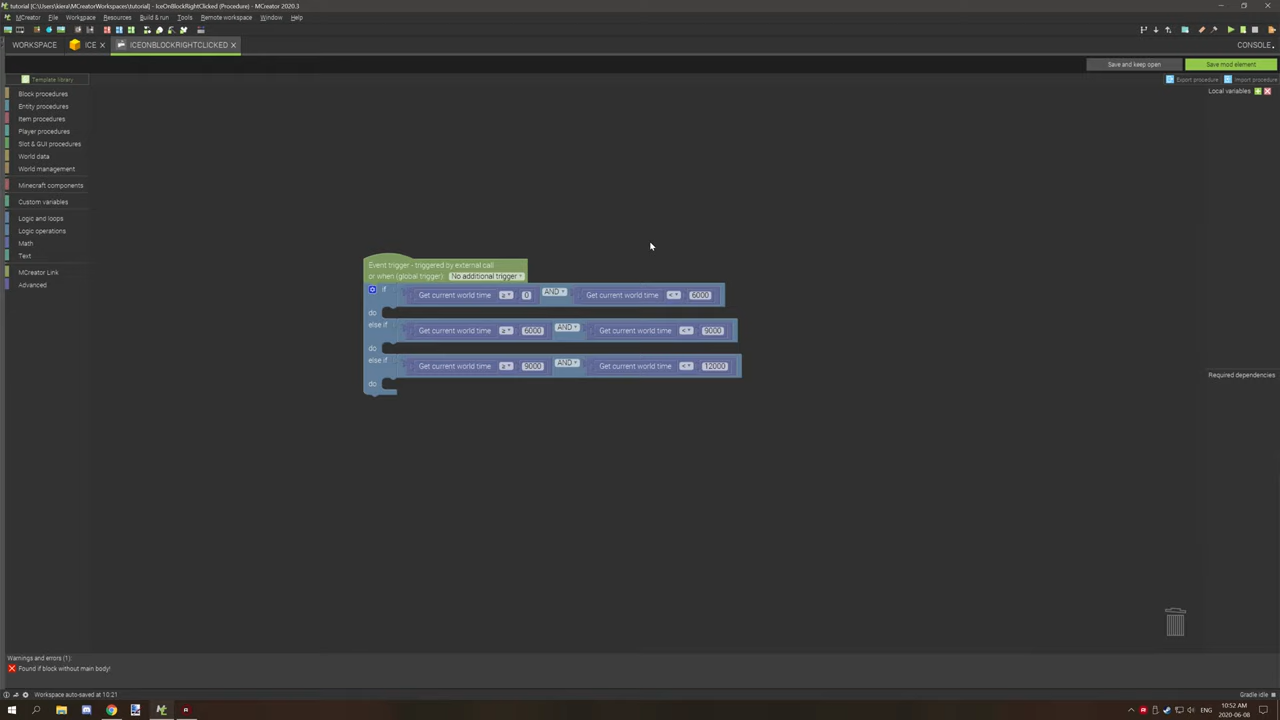 tutorial [C:\Users\kiera\MCreatorWorkspaces\tutorial] - IceOnBlockRightClicked (Procedure) - MCreator 2020.3
MCreator File Workspace Resources Build & run Tools Remote workspace Window Help
WORKSPACE ICE ICEONBLOCKRIGHTCLICKED CONSOLE
Save and keep open Save mod element
Template library Export procedure Import procedure
Local variables
Block procedures
Entity procedures
Item procedures
Player procedures
Slot & GUI procedures
World data
World management
Minecraft components
Custom variables
Logic and loops
Logic operations
Math
Text
MCreator Link
Advanced
Event trigger - triggered by external call
or when (global trigger): No additional trigger
if Get current world time ≥ 0 AND Get current world time < 6000
do
else if Get current world time ≥ 6000 AND Get current world time < 9000
do
else if Get current world time ≥ 9000 AND Get current world time < 12000
do
Required dependencies
Warnings and errors (1):
Found if block without main body!
Workspace auto-saved at 10:21 Gradle idle
ENG 10:52 AM
2020-06-08